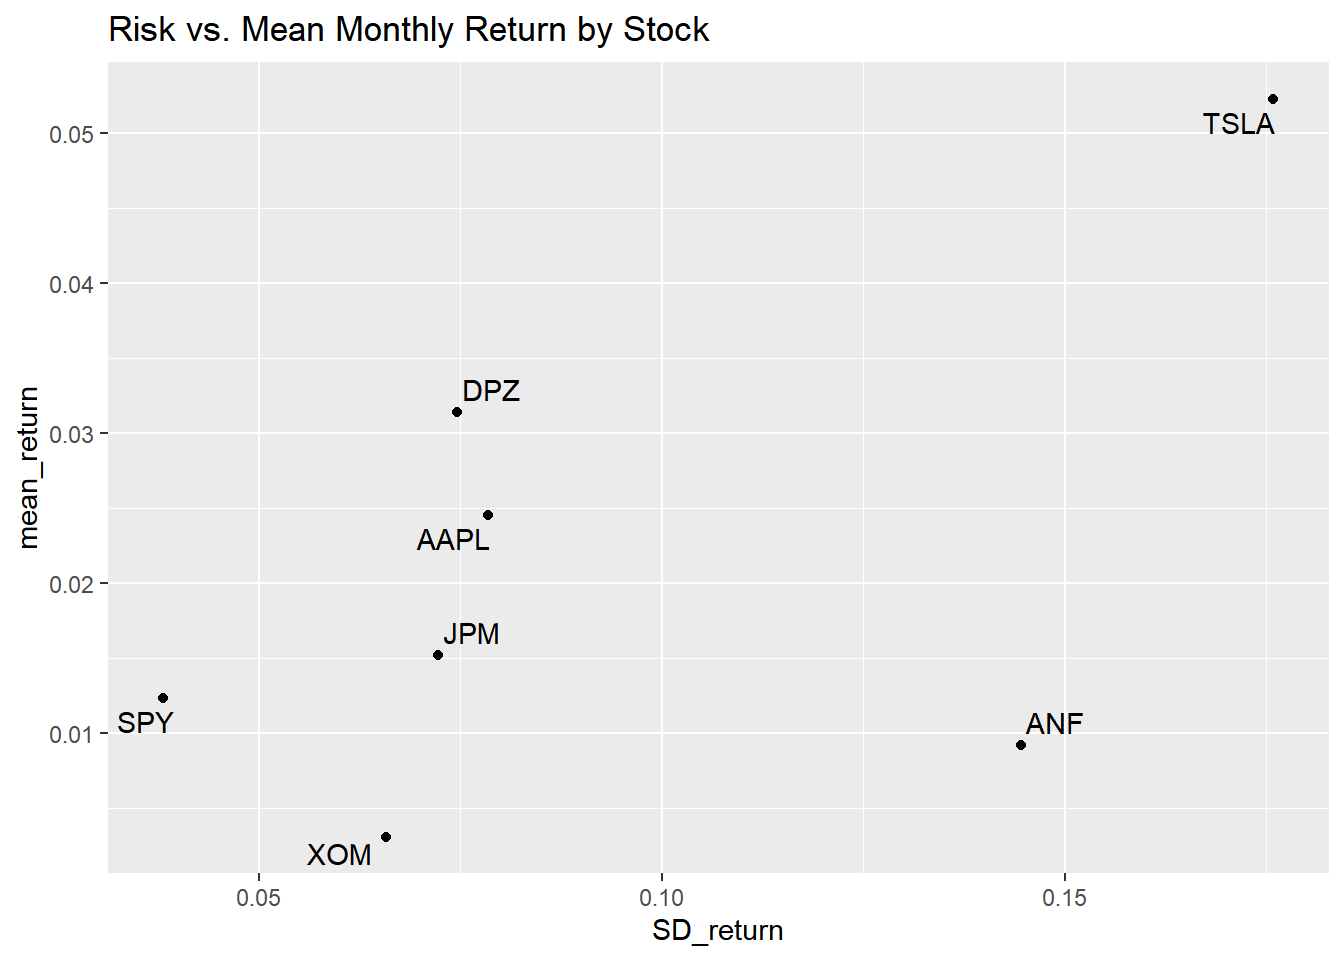 Risk vs. Mean Monthly Return by Stock
mean_return
0.05
0.04
0.03
0.02
0.01
TSLA
DPZ
AAPL
JPM
SPY
ANF
XOM
0.05
0.10
0.15
SD_return